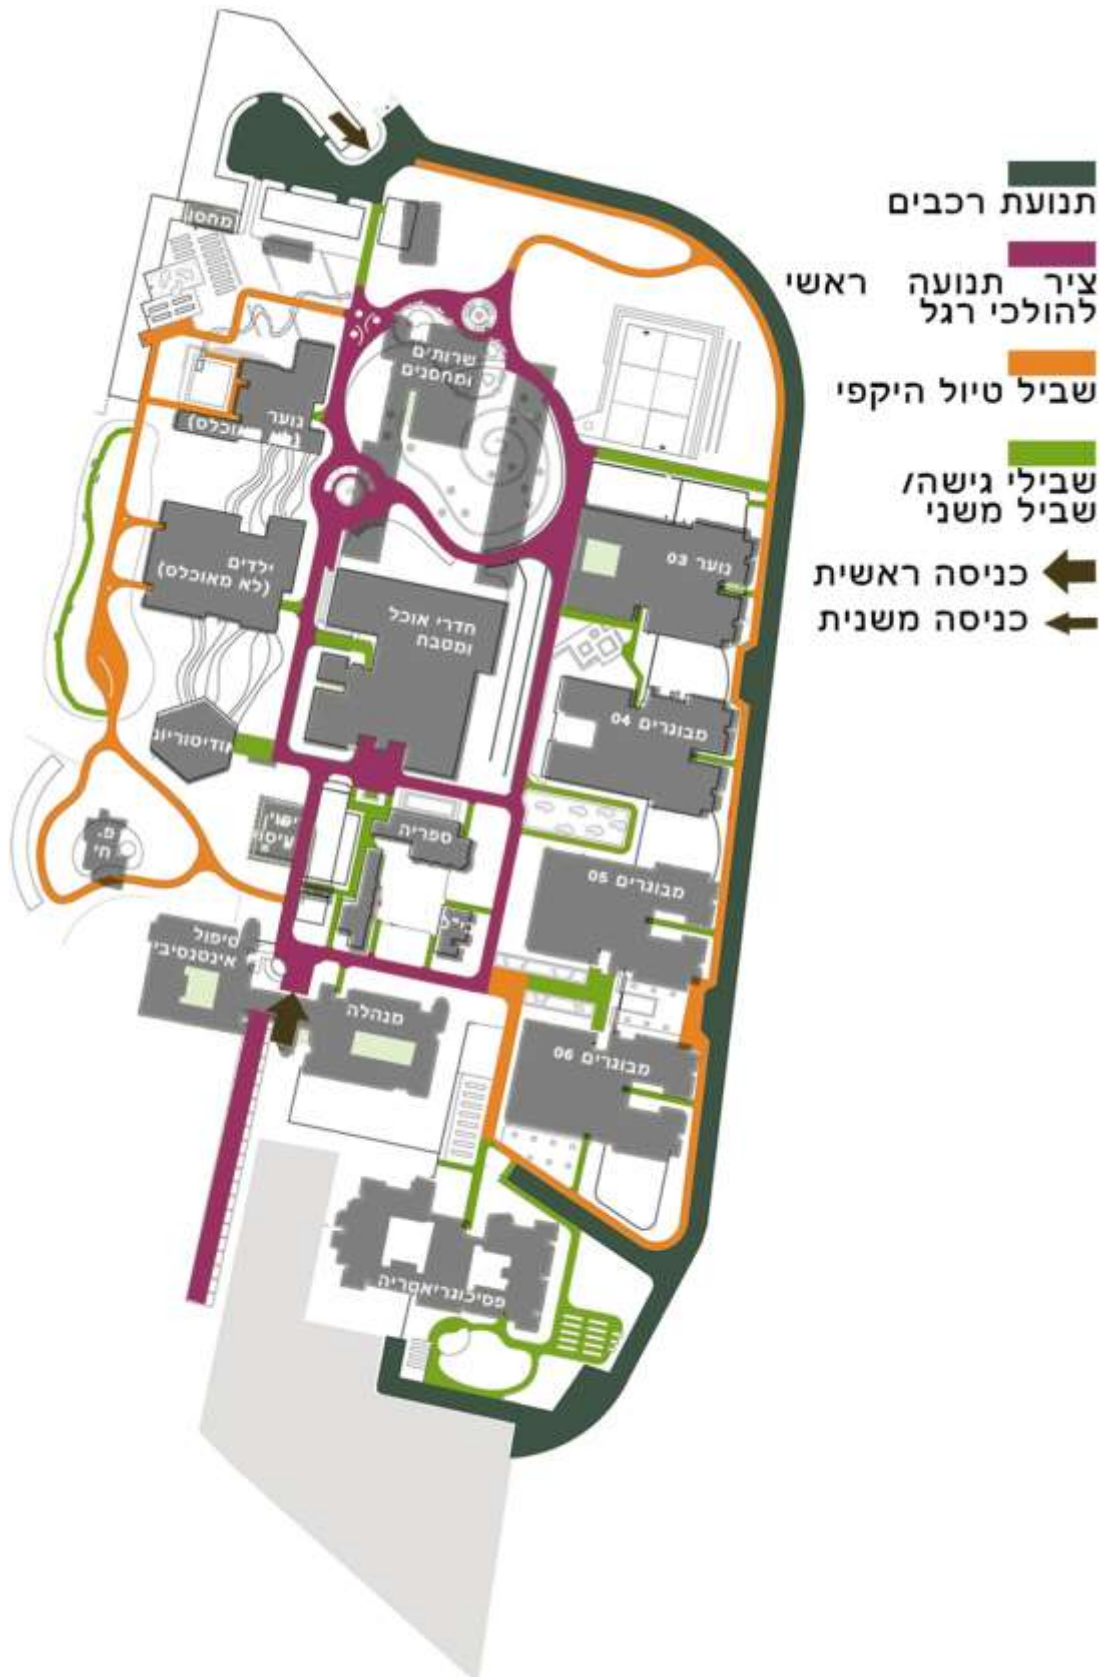 תנועת רכבים
ציר תנועה ראשי
להולכי רגל
שביל טיול היקפי
שבילי גישה/
שביל משני
כניסה ראשית
כניסה משנית
מחסן
שרותים
ומחסנים
נוער
נוער 03
ילדים
(לא מאוכלס)
חדרי אוכל
ומטבח
מבוגרים 04
ספריה
פ.
חי
מבוגרים 05
טיפול
אינטנסיבי
מנהלה
מבוגרים 06
פסיכוגריאטריה